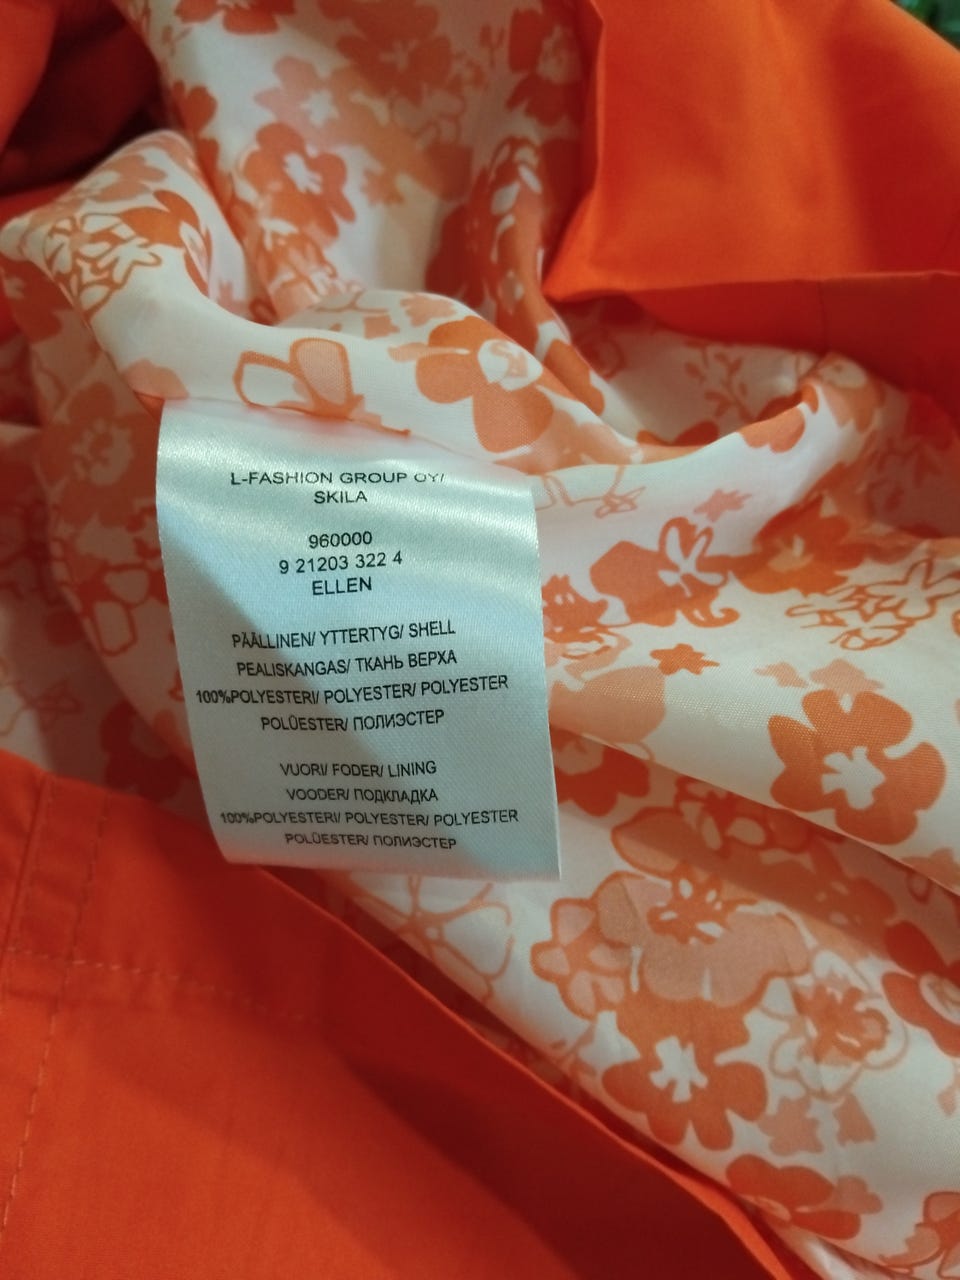 L-FASHION GROUP OY/
SKILA
960000
9 21203 322 4
ELLEN
PÄÄLLINEN/ YTTERTYG/ SHELL
PEALISKANGAS/ ТКАНЬ ВЕРХА
100%POLYESTERI/ POLYESTER/ POLYESTER
POLÜESTER/ ПОЛИЭСТЕР
VUORI/ FODER/ LINING
VOODER/ ПОДКЛАДКА
100%POLYESTERI/ POLYESTER/ POLYESTER
POLÜESTER/ ПОЛИЭСТЕР